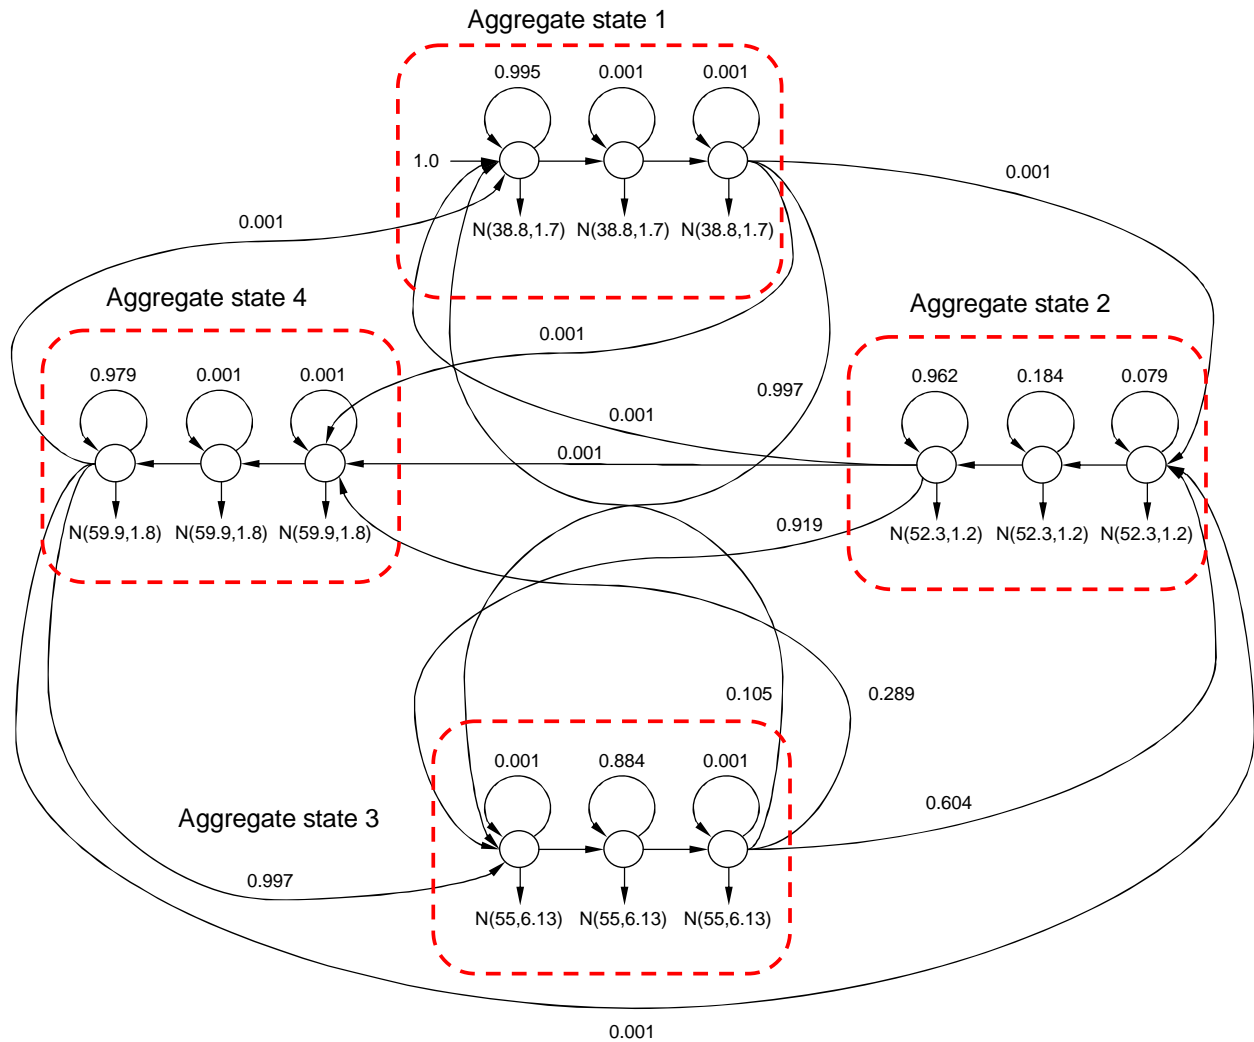 Aggregate state 1
0.995 0.001 0.001
1.0
0.001
0.001
N(38.8,1.7) N(38.8,1.7) N(38.8,1.7)
Aggregate state 4
Aggregate state 2
0.001
0.979 0.001 0.001
0.997
0.962 0.184 0.079
0.001
0.001
N(59.9,1.8) N(59.9,1.8) N(59.9,1.8)
0.919
N(52.3,1.2) N(52.3,1.2) N(52.3,1.2)
0.105
0.289
0.001 0.884 0.001
0.604
Aggregate state 3
0.997
N(55,6.13) N(55,6.13) N(55,6.13)
0.001